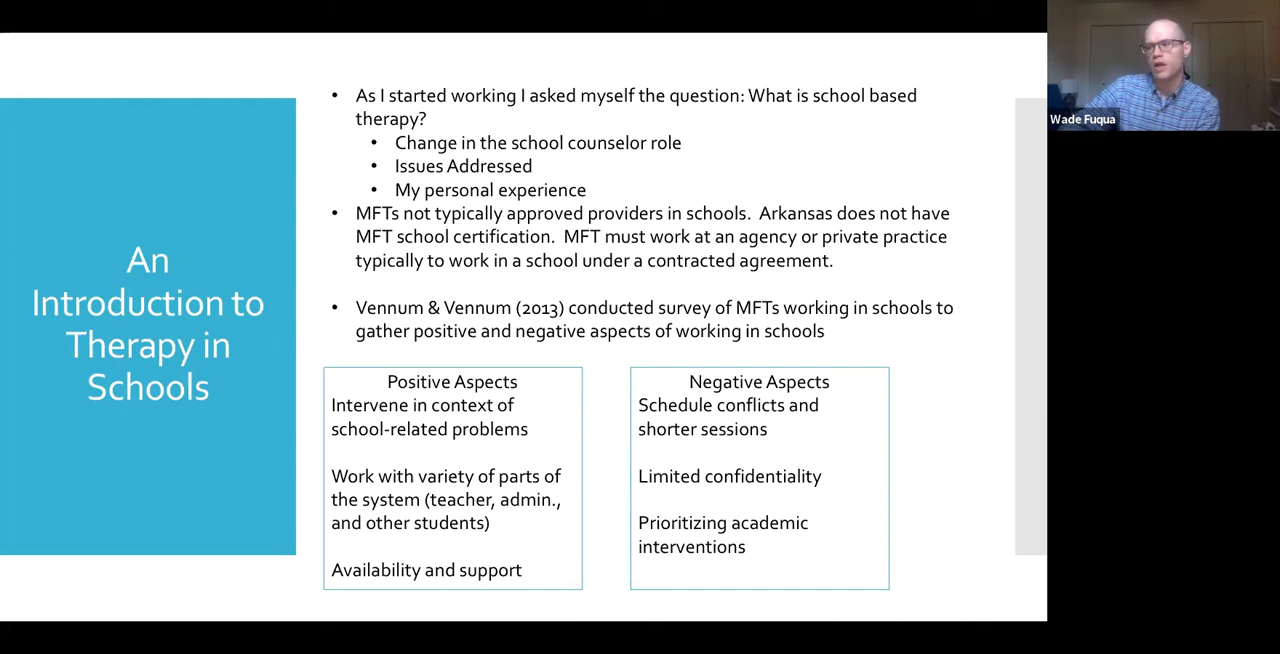 An
Introduction to
Therapy in
Schools
• As I started working I asked myself the question: What is school based
therapy?
• Change in the school counselor role
• Issues Addressed
• My personal experience
• MFTs not typically approved providers in schools. Arkansas does not have
MFT school certification. MFT must work at an agency or private practice
typically to work in a school under a contracted agreement.
• Vennum & Vennum (2013) conducted survey of MFTs working in schools to
gather positive and negative aspects of working in schools
Positive Aspects
Intervene in context of
school-related problems
Work with variety of parts of
the system (teacher, admin.,
and other students)
Availability and support
Negative Aspects
Schedule conflicts and
shorter sessions
Limited confidentiality
Prioritizing academic
interventions
Wade Fuqua